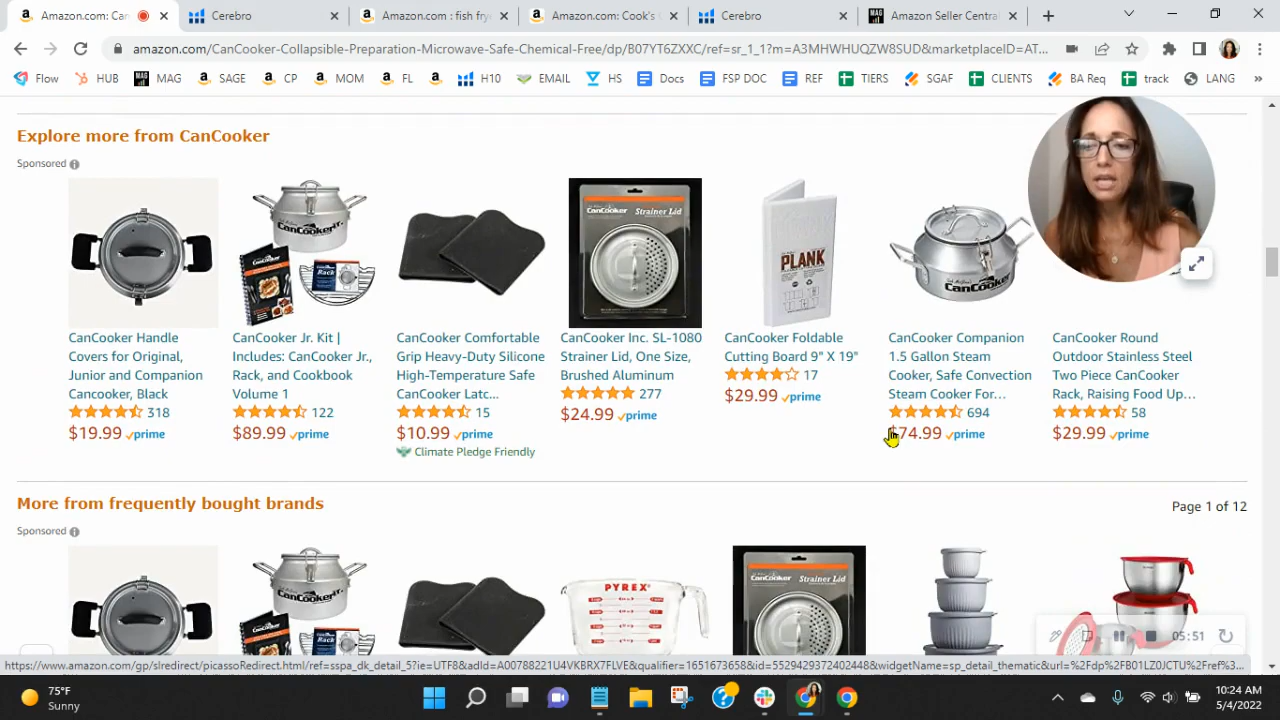 Amazon.com: Can
Cerebro
Amazon.com : fish frye
Amazon.com: Cook's
Cerebro
MAG
Amazon Seller Central
amazon.com/CanCooker-Collapsible-Preparation-Microwave-Safe-Chemical-Free/dp/B07YT6ZXXC/ref=sr_1_1?m=A3MHWHUQZW8SUD&marketplaceID=AT...
Flow HUB MAG SAGE CP MOM FL H10 EMAIL HS Docs FSP DOC REF TIERS SGAF CLIENTS BA Req track LANG »
Explore more from CanCooker
Sponsored
CanCooker
CanCooker
Strainer Lid
PLANK
CanCooker
CanCooker Handle
Covers for Original,
Junior and Companion
Cancooker, Black
318
$19.99 prime
CanCooker Jr. Kit |
Includes: CanCooker Jr.,
Rack, and Cookbook
Volume 1
122
$89.99 prime
CanCooker Comfortable
Grip Heavy-Duty Silicone
High-Temperature Safe
CanCooker Latc...
15
$10.99 prime
Climate Pledge Friendly
CanCooker Inc. SL-1080
Strainer Lid, One Size,
Brushed Aluminum
277
$24.99 prime
CanCooker Foldable
Cutting Board 9" X 19"
17
$29.99 prime
CanCooker Companion
1.5 Gallon Steam
Cooker, Safe Convection
Steam Cooker For...
694
$74.99 prime
CanCooker Round
Outdoor Stainless Steel
Two Piece CanCooker
Rack, Raising Food Up...
58
$29.99 prime
More from frequently bought brands
Page 1 of 12
Sponsored
PYREX
CanCooker
Strainer Lid
05:51
https://www.amazon.com/gp/slredirect/picassoRedirect.html/ref=sspa_dk_detail_5?ie=UTF8&adId=A00788221U4VKBRX7FLVE&qualifier=1651673658&id=5529429372402448&widgetName=sp_detail_thematic&url=%2Fdp%2FB01LZ0JCTU%2Fref%3...
75°F
Sunny
10:24 AM
5/4/2022